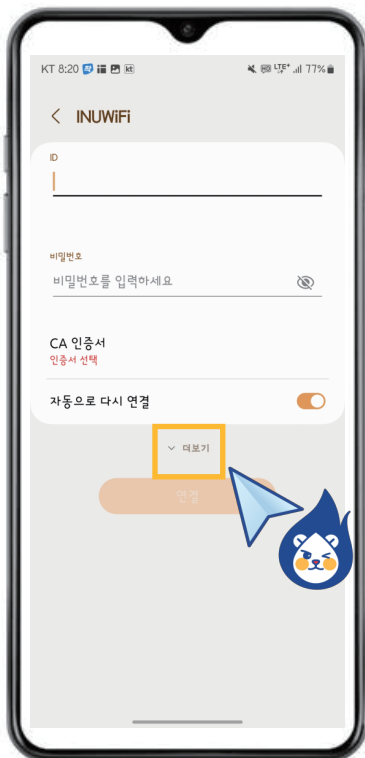 KT 8:20 kt LTE+ 77%
INUWiFi
ID
비밀번호
비밀번호를 입력하세요
CA 인증서
인증서 선택
자동으로 다시 연결
더보기
연결